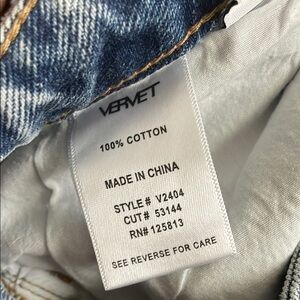 VERVET
100% COTTON
MADE IN CHINA
STYLE# V2404
CUT# 53144
RN# 125813
SEE REVERSE FOR CARE